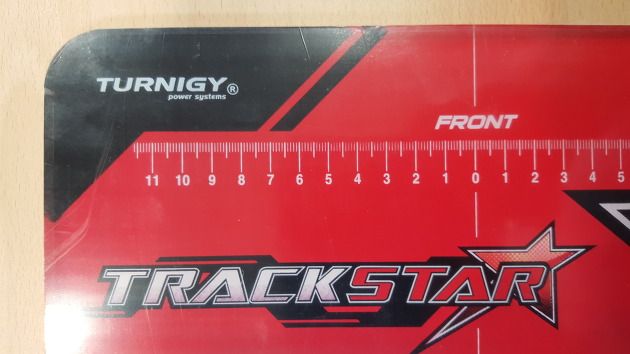 TURNIGY®
power systems
FRONT
11 10 9 8 7 6 5 4 3 2 1 0 1 2 3 4 5
TRACKSTAR